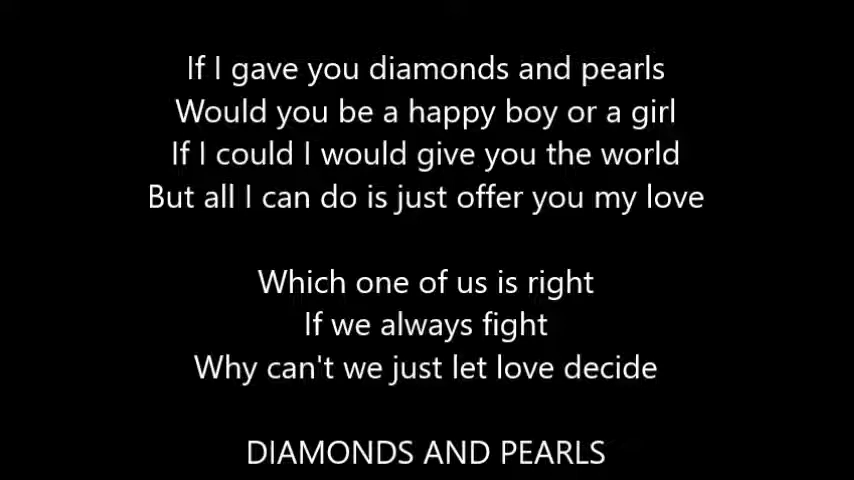 If I gave you diamonds and pearls
Would you be a happy boy or a girl
If I could I would give you the world
But all I can do is just offer you my love
Which one of us is right
If we always fight
Why can't we just let love decide
DIAMONDS AND PEARLS